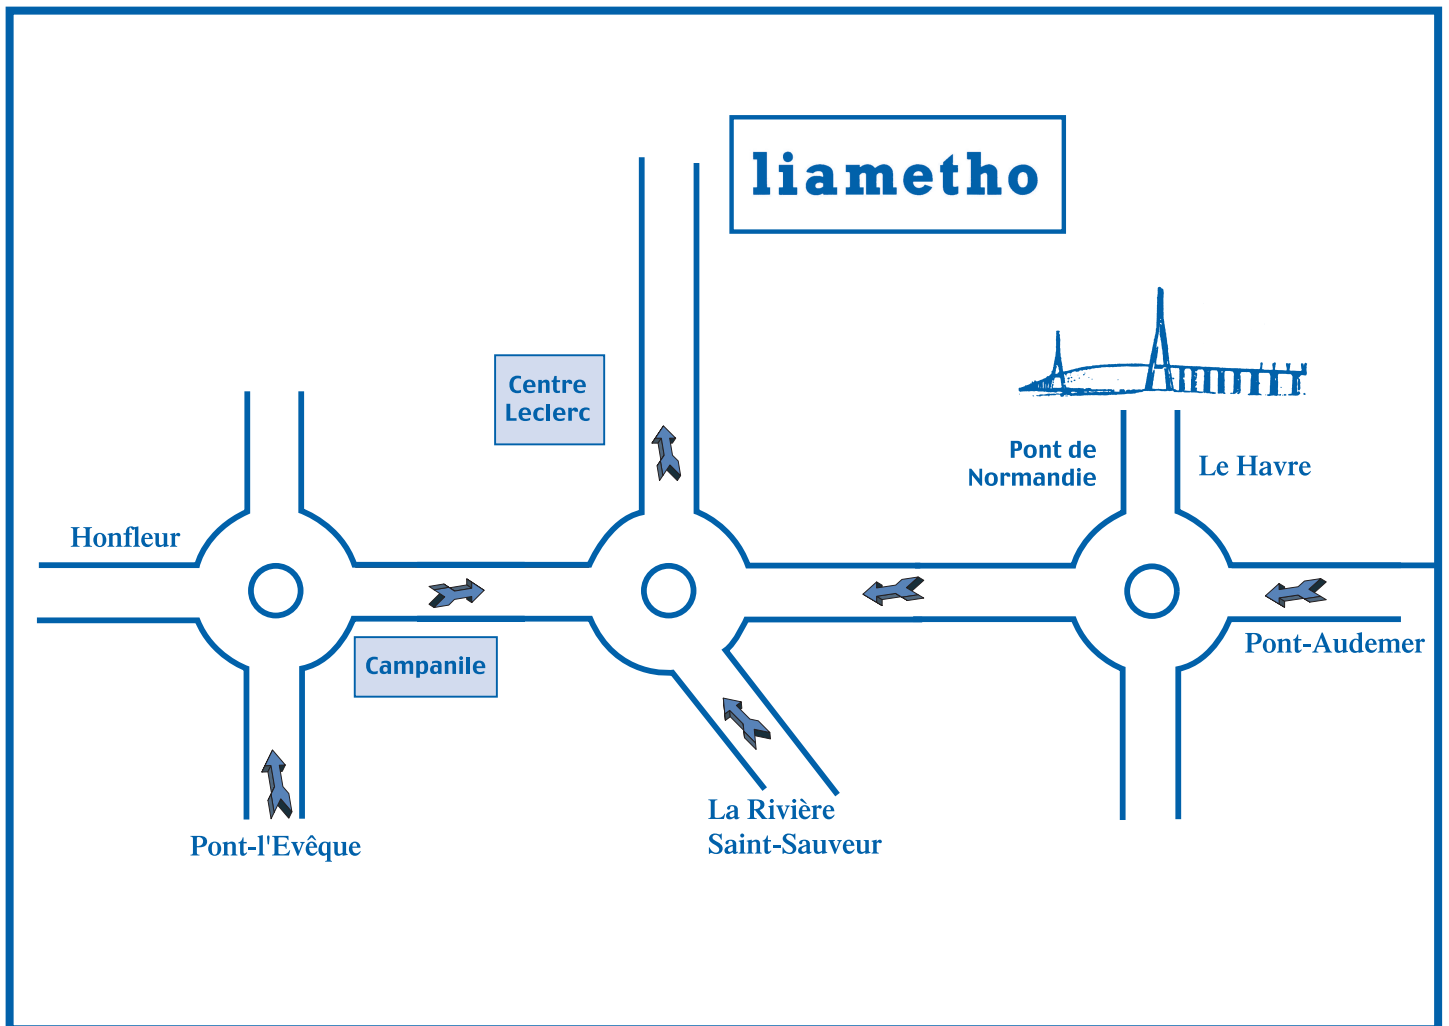 liametho
Centre
Leclerc
Pont de
Normandie
Le Havre
Honfleur
Campanile
Pont-Audemer
La Rivière
Saint-Sauveur
Pont-l'Evêque